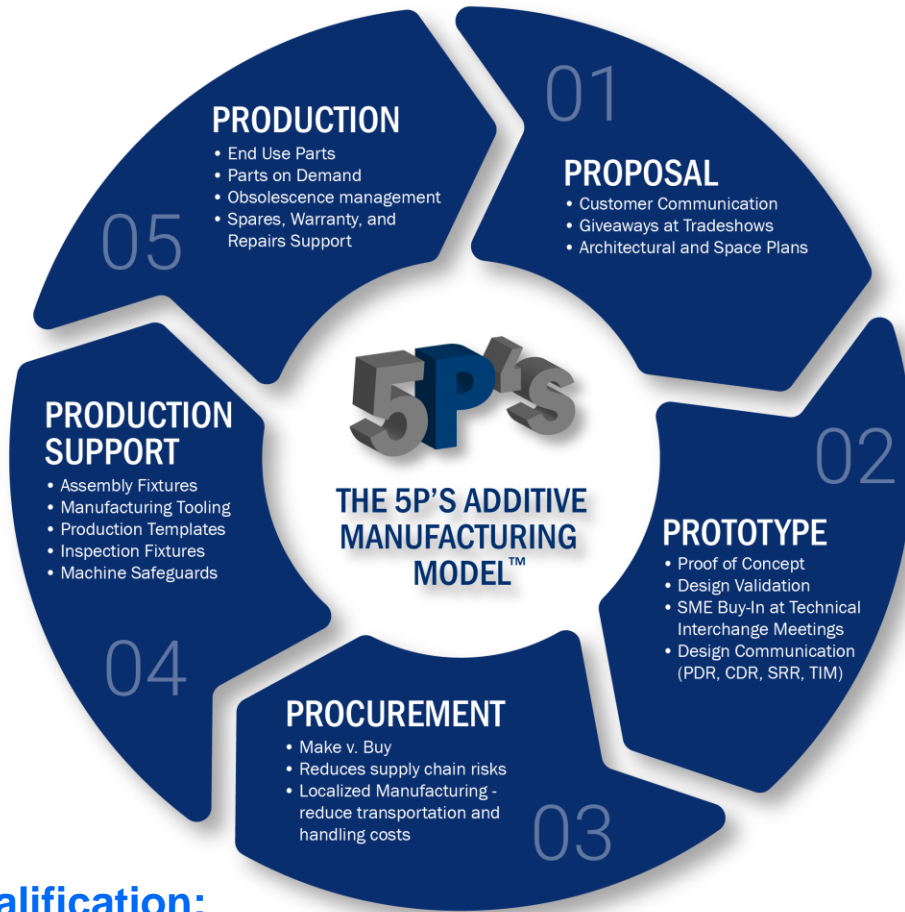 01
PROPOSAL
• Customer Communication
• Giveaways at Tradeshows
• Architectural and Space Plans
02
PROTOTYPE
• Proof of Concept
• Design Validation
• SME Buy-In at Technical
Interchange Meetings
• Design Communication
(PDR, CDR, SRR, TIM)
PROCUREMENT
• Make v. Buy
• Reduces supply chain risks
• Localized Manufacturing -
reduce transportation and
handling costs
03
PRODUCTION
SUPPORT
• Assembly Fixtures
• Manufacturing Tooling
• Production Templates
• Inspection Fixtures
• Machine Safeguards
04
PRODUCTION
• End Use Parts
• Parts on Demand
• Obsolescence management
• Spares, Warranty, and
Repairs Support
05
5P'S
THE 5P'S ADDITIVE
MANUFACTURING
MODEL™